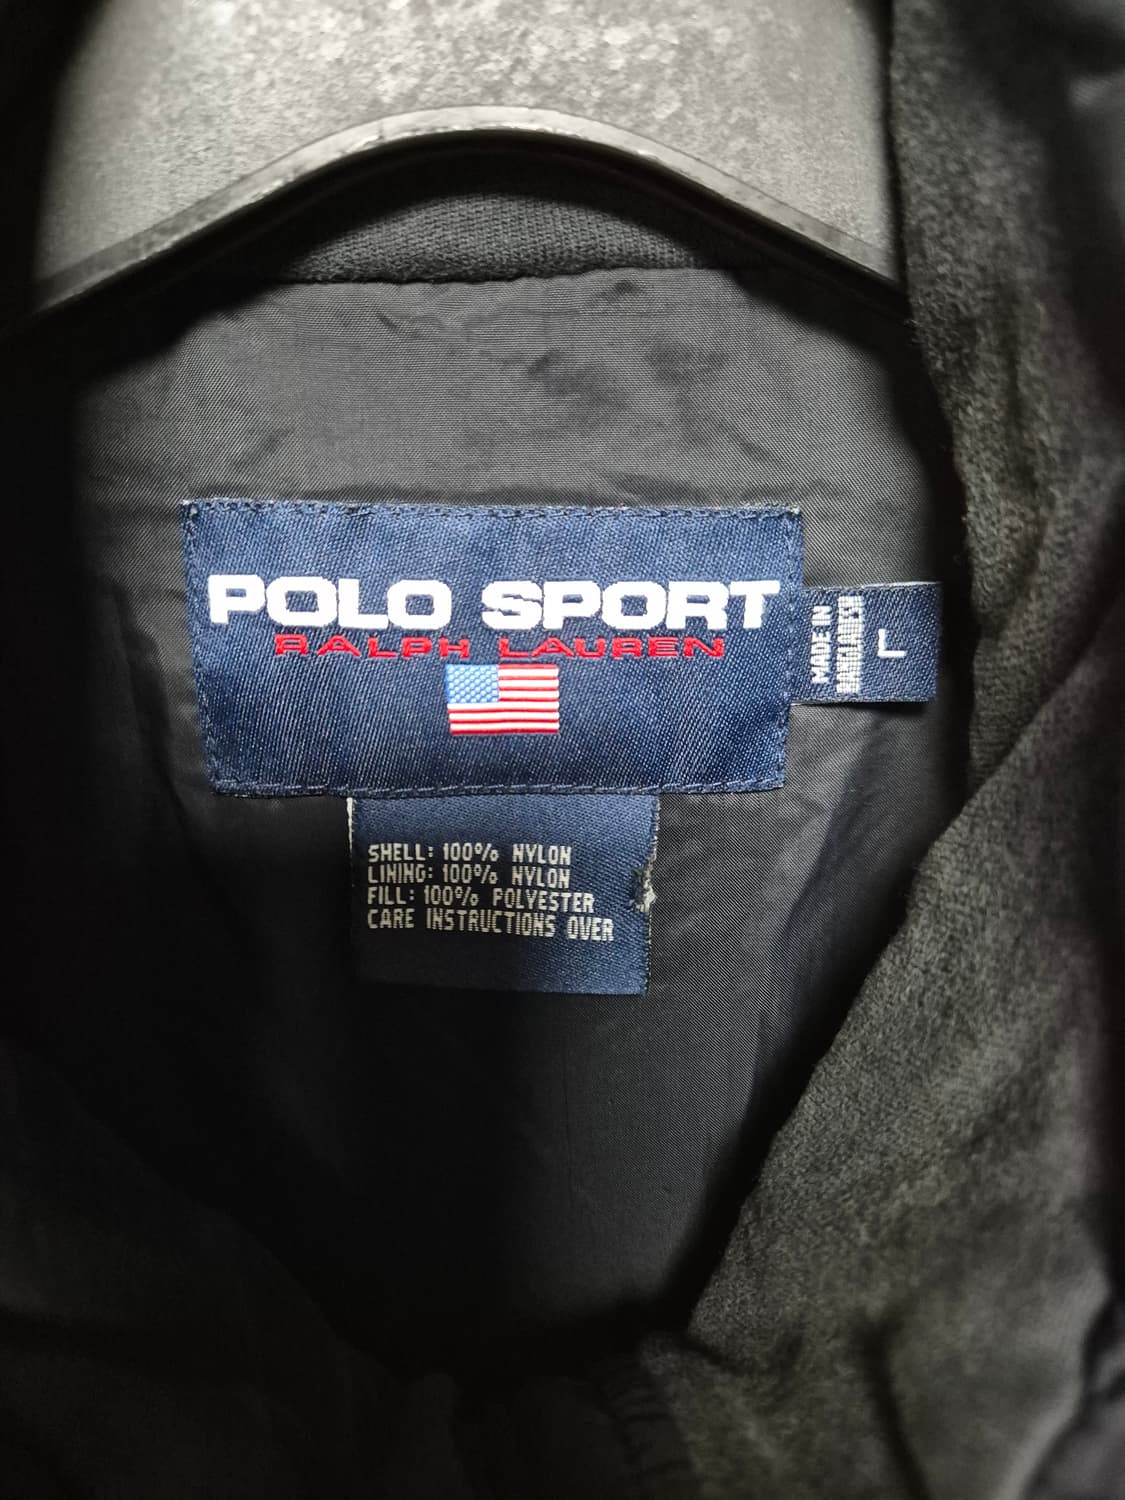 POLO SPORT
RALPH LAUREN
MADE IN
BANGLADESH
L
SHELL: 100% NYLON
LINING: 100% NYLON
FILL: 100% POLYESTER
CARE INSTRUCTIONS OVER